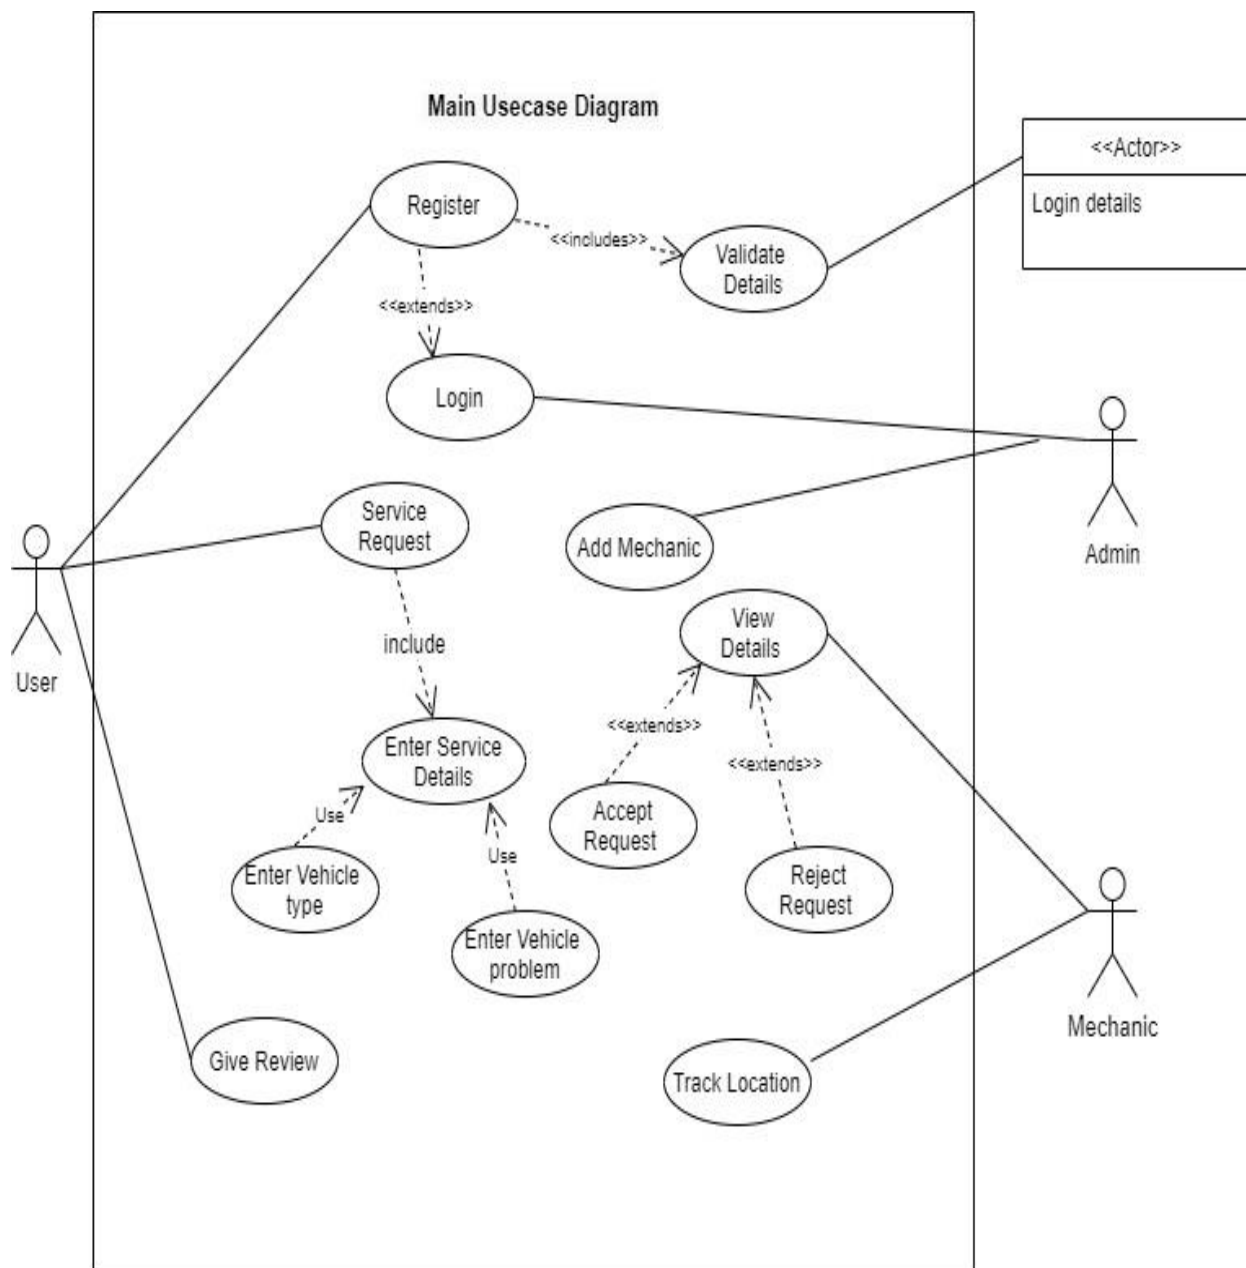 Main Usecase Diagram
<<Actor>>
Login details
Register
<<includes>>
Validate
Details
<<extends>>
Login
Service
Request
Add Mechanic
Admin
User
include
View
Details
Enter Service
Details
<<extends>>
<<extends>>
Use
Use
Accept
Request
Enter Vehicle
type
Reject
Request
Enter Vehicle
problem
Mechanic
Give Review
Track Location